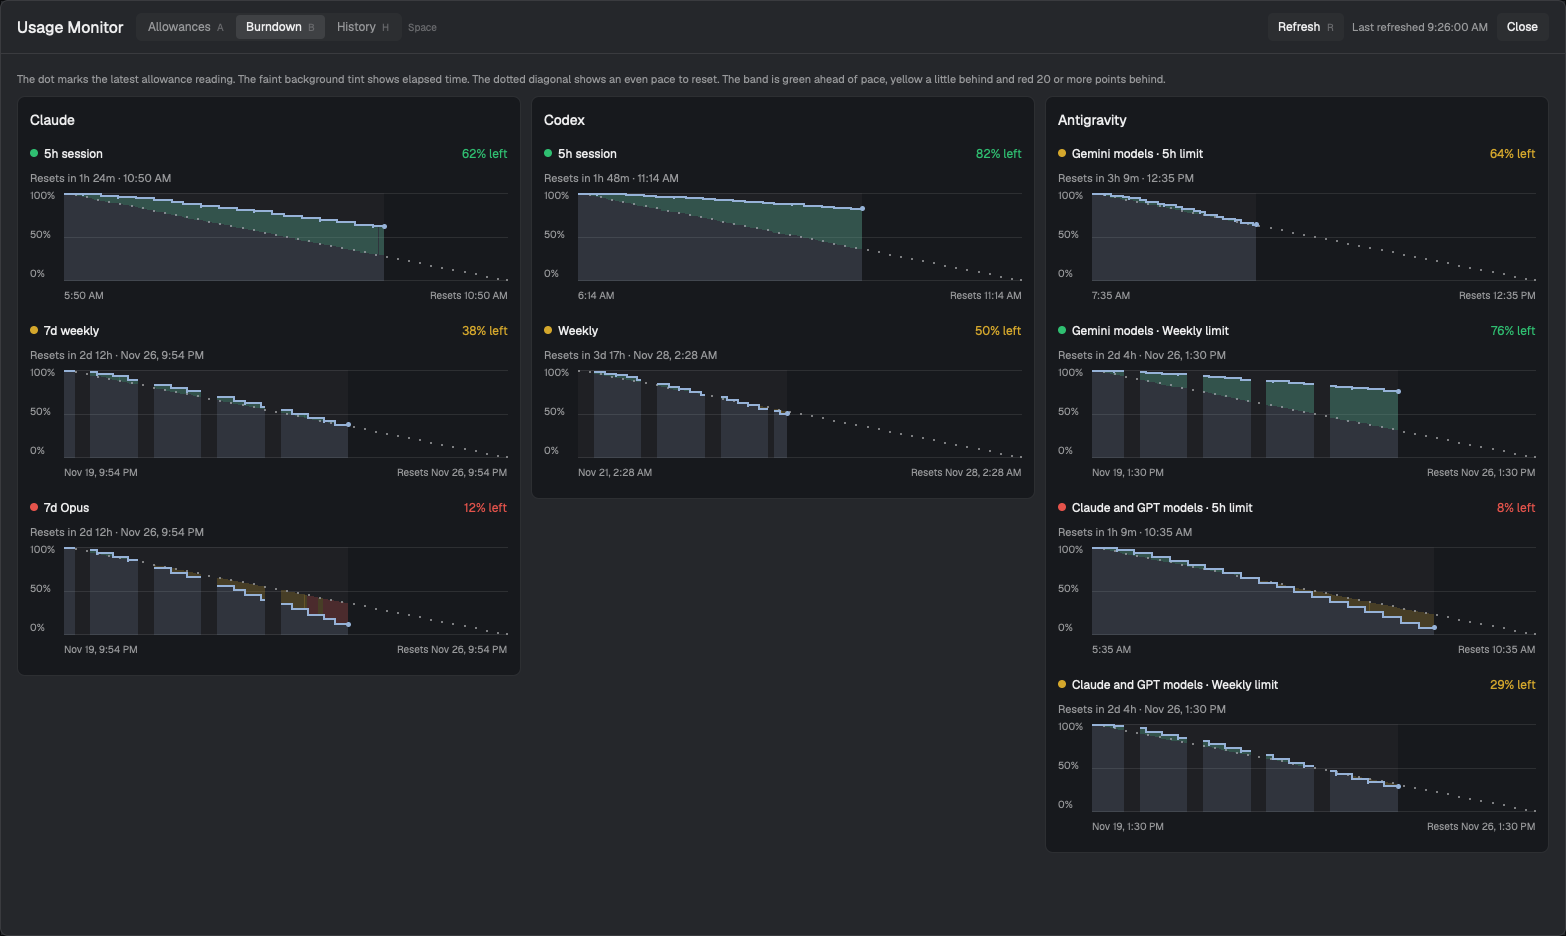 Usage Monitor
Allowances A
Burndown B
History H
Space
Refresh R
Last refreshed 9:26:00 AM
Close
The dot marks the latest allowance reading. The faint background tint shows elapsed time. The dotted diagonal shows an even pace to reset. The band is green ahead of pace, yellow a little behind and red 20 or more points behind.
Claude
5h session 62% left
Resets in 1h 24m · 10:50 AM
100%
50%
0%
5:50 AM Resets 10:50 AM
7d weekly 38% left
Resets in 2d 12h · Nov 26, 9:54 PM
100%
50%
0%
Nov 19, 9:54 PM Resets Nov 26, 9:54 PM
7d Opus 12% left
Resets in 2d 12h · Nov 26, 9:54 PM
100%
50%
0%
Nov 19, 9:54 PM Resets Nov 26, 9:54 PM
Codex
5h session 82% left
Resets in 1h 48m · 11:14 AM
100%
50%
0%
6:14 AM Resets 11:14 AM
Weekly 50% left
Resets in 3d 17h · Nov 28, 2:28 AM
100%
50%
0%
Nov 21, 2:28 AM Resets Nov 28, 2:28 AM
Antigravity
Gemini models · 5h limit 64% left
Resets in 3h 9m · 12:35 PM
100%
50%
0%
7:35 AM Resets 12:35 PM
Gemini models · Weekly limit 76% left
Resets in 2d 4h · Nov 26, 1:30 PM
100%
50%
0%
Nov 19, 1:30 PM Resets Nov 26, 1:30 PM
Claude and GPT models · 5h limit 8% left
Resets in 1h 9m · 10:35 AM
100%
50%
0%
5:35 AM Resets 10:35 AM
Claude and GPT models · Weekly limit 29% left
Resets in 2d 4h · Nov 26, 1:30 PM
100%
50%
0%
Nov 19, 1:30 PM Resets Nov 26, 1:30 PM